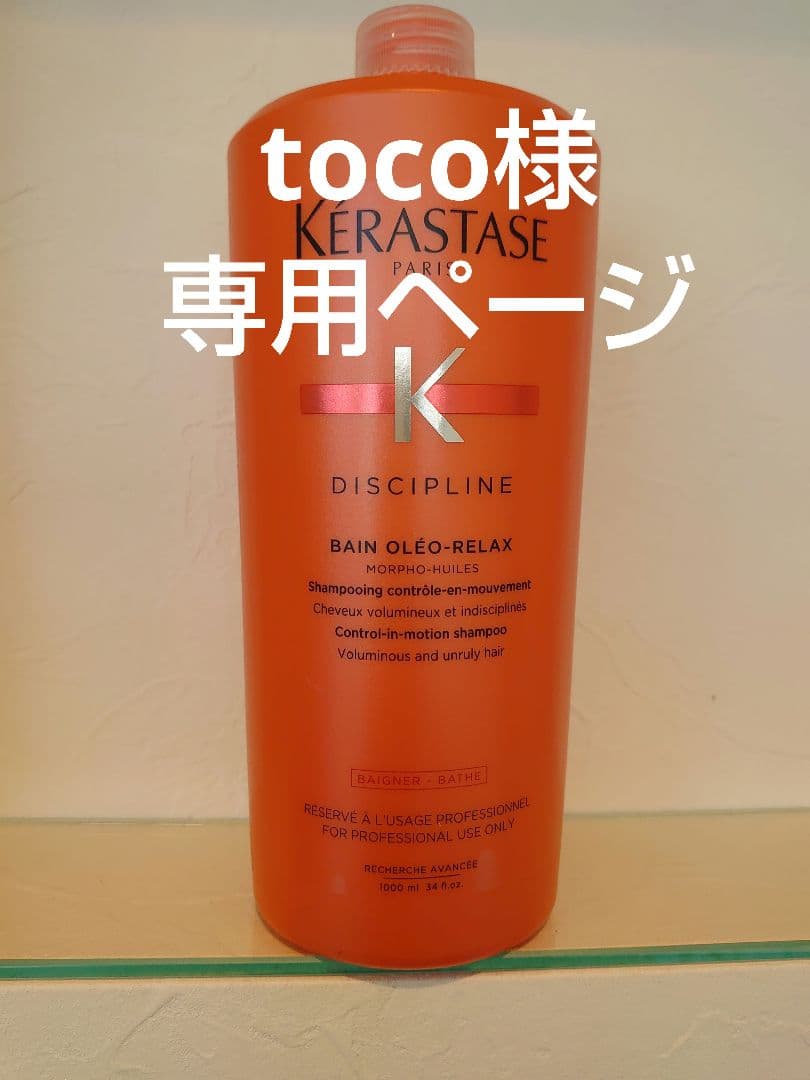 toco様
KÉRASTASE
PARIS
専用ページ
K
DISCIPLINE
BAIN OLÉO-RELAX
MORPHO-HUILES
Shampooing contrôle-en-mouvement
Cheveux volumineux et indisciplinés
Control-in-motion shampoo
Voluminous and unruly hair
BAIGNER - BATHE
RÉSERVÉ À L'USAGE PROFESSIONNEL
FOR PROFESSIONAL USE ONLY
RECHERCHE AVANCÉE
1000 ml 34 fl.oz.